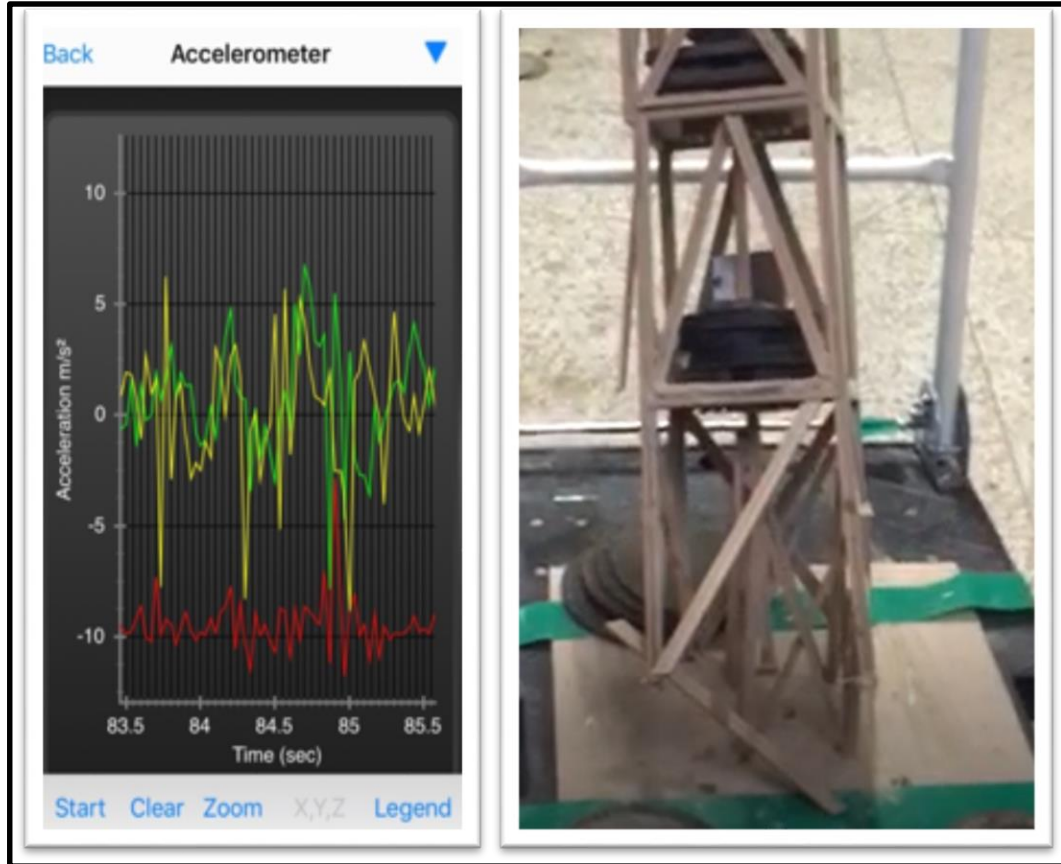 Back Accelerometer
10
5
0
-5
-10
Acceleration m/s²
83.5 84 84.5 85 85.5
Time (sec)
Start Clear Zoom X,Y,Z Legend